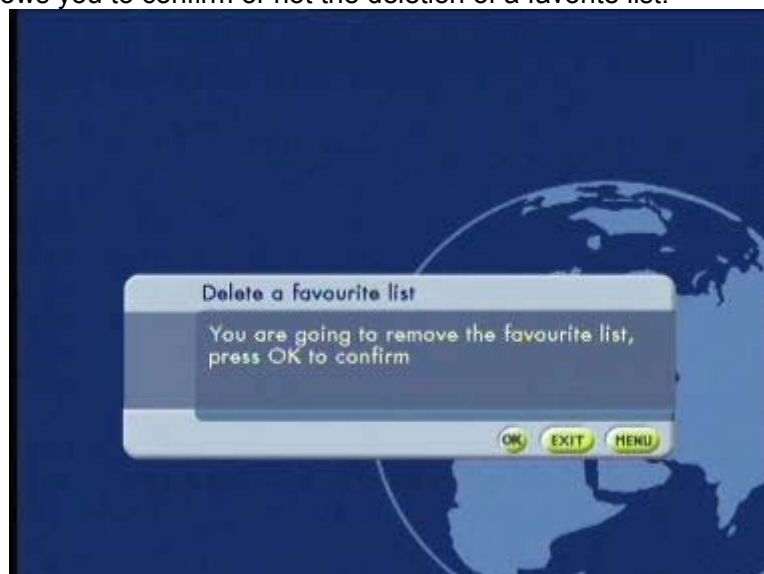 ows you to confirm or not the deletion of a favorite list.
Delete a favourite list
You are going to remove the favourite list,
press OK to confirm
OK EXIT MENU